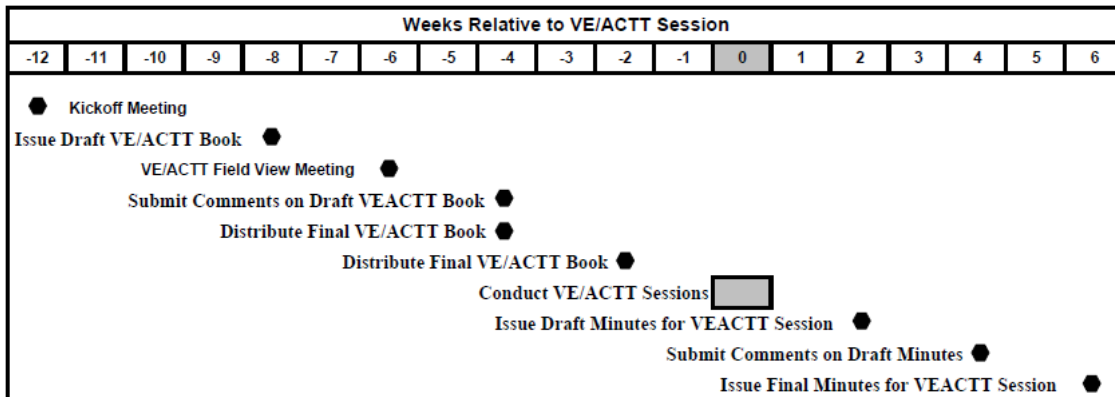 Weeks Relative to VE/ACTT Session
-12 -11 -10 -9 -8 -7 -6 -5 -4 -3 -2 -1 0 1 2 3 4 5 6
Kickoff Meeting
Issue Draft VE/ACTT Book
VE/ACTT Field View Meeting
Submit Comments on Draft VEACTT Book
Distribute Final VE/ACTT Book
Distribute Final VE/ACTT Book
Conduct VE/ACTT Sessions
Issue Draft Minutes for VEACTT Session
Submit Comments on Draft Minutes
Issue Final Minutes for VEACTT Session